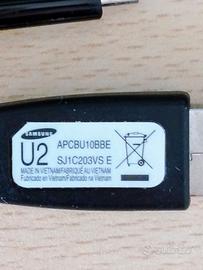 SAMSUNG
U2
APCBU10BBE
SJ1C203VS E
MADE IN VIETNAM/FABRIQUÉ AU VIETNAM
Fabricado en Vietnam/Fabricado na Vietnam